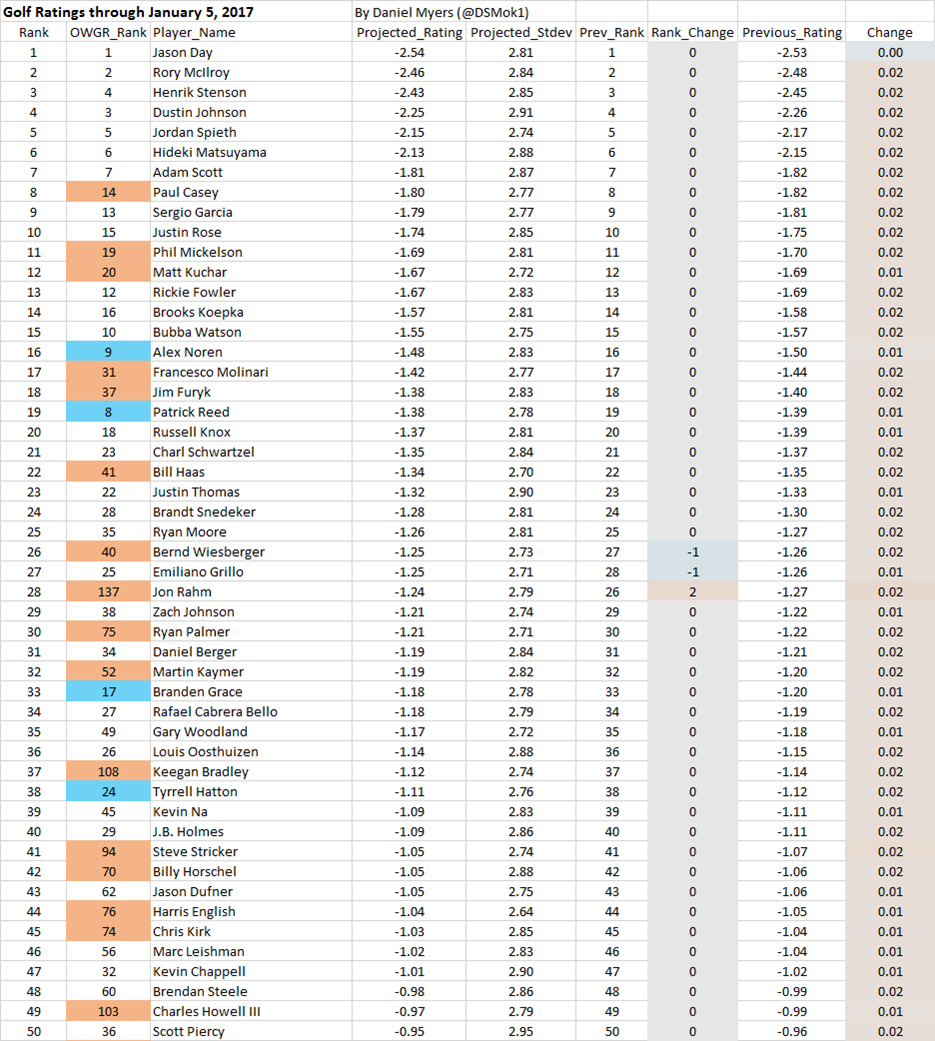 Golf Ratings through January 5, 2017 By Daniel Myers (@DSMok1)
Rank OWGR_Rank Player_Name Projected_Rating Projected_Stdev Prev_Rank Rank_Change Previous_Rating Change
1 1 Jason Day -2.54 2.81 1 0 -2.53 0.00
2 2 Rory McIlroy -2.46 2.84 2 0 -2.48 0.02
3 4 Henrik Stenson -2.43 2.85 3 0 -2.45 0.02
4 3 Dustin Johnson -2.25 2.91 4 0 -2.26 0.02
5 5 Jordan Spieth -2.15 2.74 5 0 -2.17 0.02
6 6 Hideki Matsuyama -2.13 2.88 6 0 -2.15 0.02
7 7 Adam Scott -1.81 2.87 7 0 -1.82 0.02
8 14 Paul Casey -1.80 2.77 8 0 -1.82 0.02
9 13 Sergio Garcia -1.79 2.77 9 0 -1.81 0.02
10 15 Justin Rose -1.74 2.85 10 0 -1.75 0.02
11 19 Phil Mickelson -1.69 2.81 11 0 -1.70 0.02
12 20 Matt Kuchar -1.67 2.72 12 0 -1.69 0.01
13 12 Rickie Fowler -1.67 2.83 13 0 -1.69 0.02
14 16 Brooks Koepka -1.57 2.81 14 0 -1.58 0.02
15 10 Bubba Watson -1.55 2.75 15 0 -1.57 0.02
16 9 Alex Noren -1.48 2.83 16 0 -1.50 0.01
17 31 Francesco Molinari -1.42 2.77 17 0 -1.44 0.02
18 37 Jim Furyk -1.38 2.83 18 0 -1.40 0.02
19 8 Patrick Reed -1.38 2.78 19 0 -1.39 0.01
20 18 Russell Knox -1.37 2.81 20 0 -1.39 0.01
21 23 Charl Schwartzel -1.35 2.84 21 0 -1.37 0.02
22 41 Bill Haas -1.34 2.70 22 0 -1.35 0.02
23 22 Justin Thomas -1.32 2.90 23 0 -1.33 0.01
24 28 Brandt Snedeker -1.28 2.81 24 0 -1.30 0.02
25 35 Ryan Moore -1.26 2.81 25 0 -1.27 0.02
26 40 Bernd Wiesberger -1.25 2.73 27 -1 -1.26 0.02
27 25 Emiliano Grillo -1.25 2.71 28 -1 -1.26 0.01
28 137 Jon Rahm -1.24 2.79 26 2 -1.27 0.02
29 38 Zach Johnson -1.21 2.74 29 0 -1.22 0.01
30 75 Ryan Palmer -1.21 2.71 30 0 -1.22 0.01
31 34 Daniel Berger -1.19 2.84 31 0 -1.21 0.02
32 52 Martin Kaymer -1.19 2.82 32 0 -1.20 0.02
33 17 Branden Grace -1.18 2.78 33 0 -1.20 0.01
34 27 Rafael Cabrera Bello -1.18 2.79 34 0 -1.19 0.02
35 49 Gary Woodland -1.17 2.72 35 0 -1.18 0.01
36 26 Louis Oosthuizen -1.14 2.88 36 0 -1.15 0.02
37 108 Keegan Bradley -1.12 2.74 37 0 -1.14 0.02
38 24 Tyrrell Hatton -1.11 2.76 38 0 -1.12 0.02
39 45 Kevin Na -1.09 2.83 39 0 -1.11 0.01
40 29 J.B. Holmes -1.09 2.86 40 0 -1.11 0.02
41 94 Steve Stricker -1.05 2.74 41 0 -1.07 0.02
42 70 Billy Horschel -1.05 2.88 42 0 -1.06 0.02
43 62 Jason Dufner -1.05 2.75 43 0 -1.06 0.01
44 76 Harris English -1.04 2.64 44 0 -1.05 0.01
45 74 Chris Kirk -1.03 2.85 45 0 -1.04 0.01
46 56 Marc Leishman -1.02 2.83 46 0 -1.04 0.01
47 32 Kevin Chappell -1.01 2.90 47 0 -1.02 0.01
48 60 Brendan Steele -0.98 2.86 48 0 -0.99 0.02
49 103 Charles Howell III -0.97 2.79 49 0 -0.99 0.01
50 36 Scott Piercy -0.95 2.95 50 0 -0.96 0.02